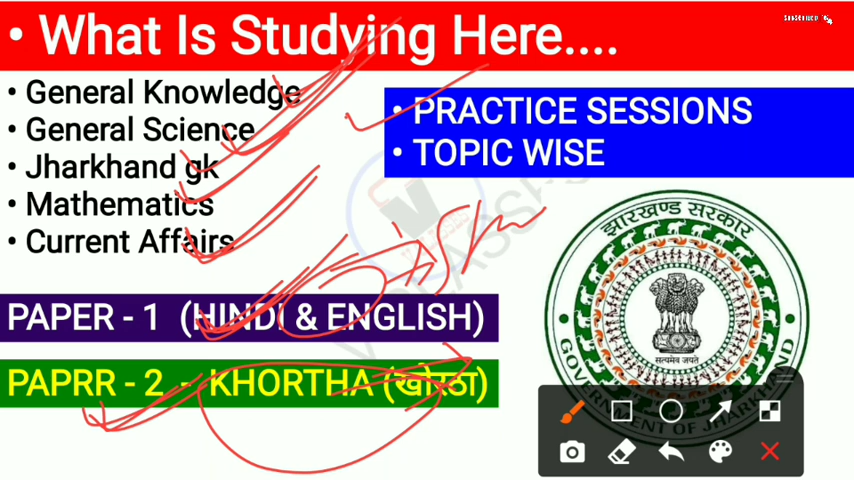 • What Is Studying Here....
• General Knowledge
• General Science
• Jharkhand gk
• Mathematics
• Current Affairs
• PRACTICE SESSIONS
• TOPIC WISE
PAPER - 1 (HINDI & ENGLISH)
PAPRR - 2 - KHORTHA (खोरठा)
झारखण्ड सरकार
सत्यमेव जयते
GOVERNMENT OF JHARKHAND